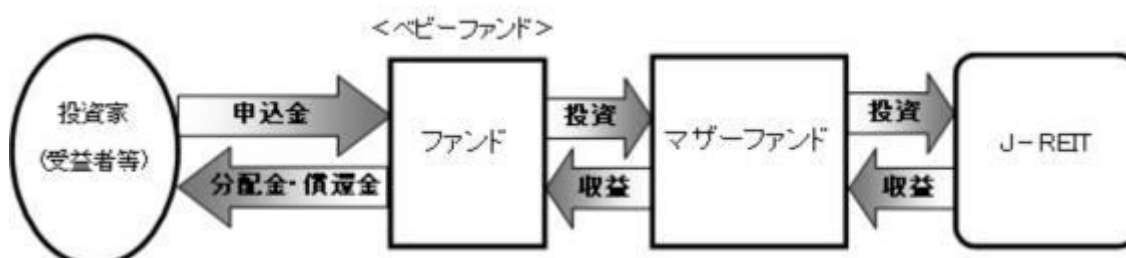 <ベビーファンド>
投資家
(受益者等)
申込金
分配金・償還金
ファンド
投資
収益
マザーファンド
投資
収益
J-REIT